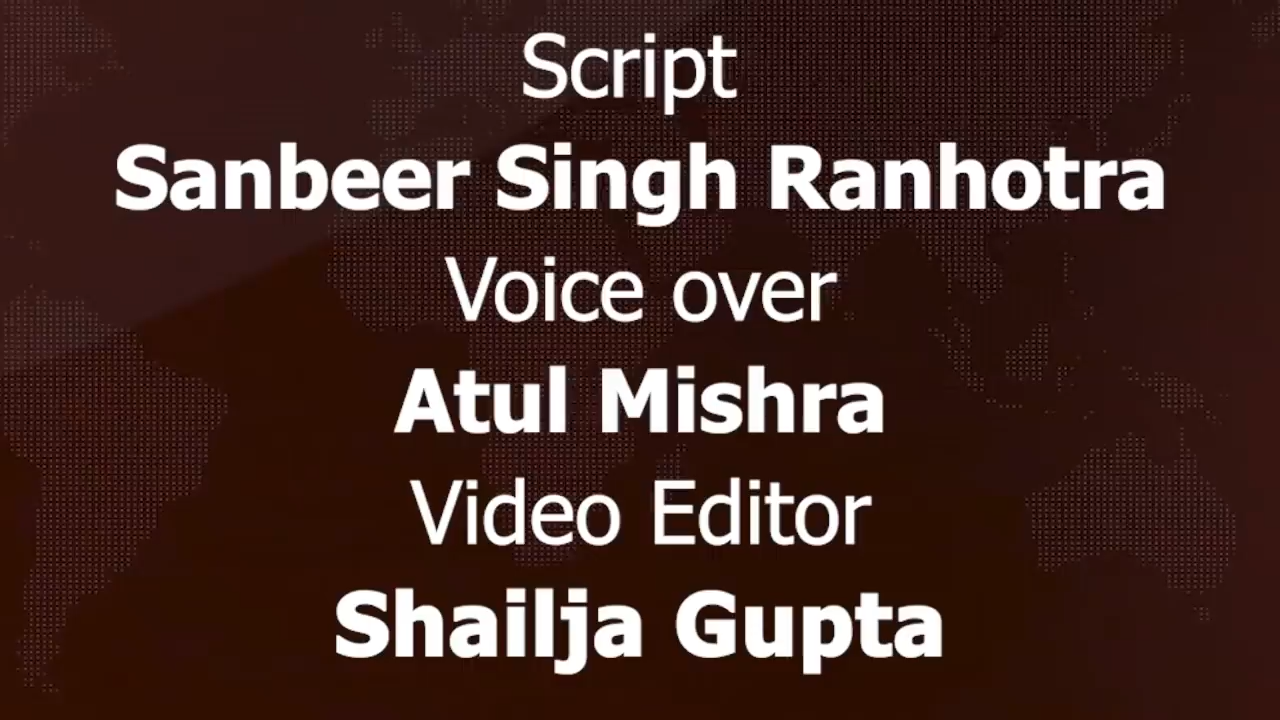 Script
Sanbeer Singh Ranhotra
Voice over
Atul Mishra
Video Editor
Shailja Gupta